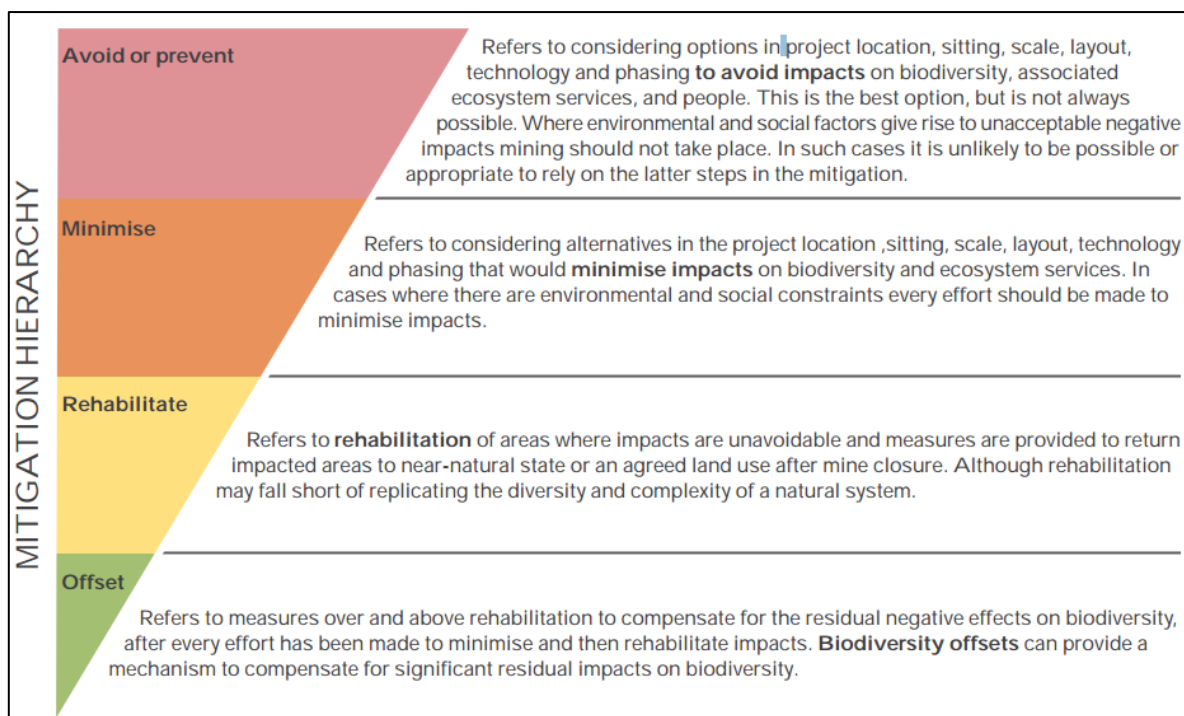 MITIGATION HIERARCHY
Avoid or prevent
Refers to considering options in project location, sitting, scale, layout,
technology and phasing to avoid impacts on biodiversity, associated
ecosystem services, and people. This is the best option, but is not always
possible. Where environmental and social factors give rise to unacceptable negative
impacts mining should not take place. In such cases it is unlikely to be possible or
appropriate to rely on the latter steps in the mitigation.
Minimise
Refers to considering alternatives in the project location ,sitting, scale, layout, technology
and phasing that would minimise impacts on biodiversity and ecosystem services. In
cases where there are environmental and social constraints every effort should be made to
minimise impacts.
Rehabilitate
Refers to rehabilitation of areas where impacts are unavoidable and measures are provided to return
impacted areas to near-natural state or an agreed land use after mine closure. Although rehabilitation
may fall short of replicating the diversity and complexity of a natural system.
Offset
Refers to measures over and above rehabilitation to compensate for the residual negative effects on biodiversity,
after every effort has been made to minimise and then rehabilitate impacts. Biodiversity offsets can provide a
mechanism to compensate for significant residual impacts on biodiversity.